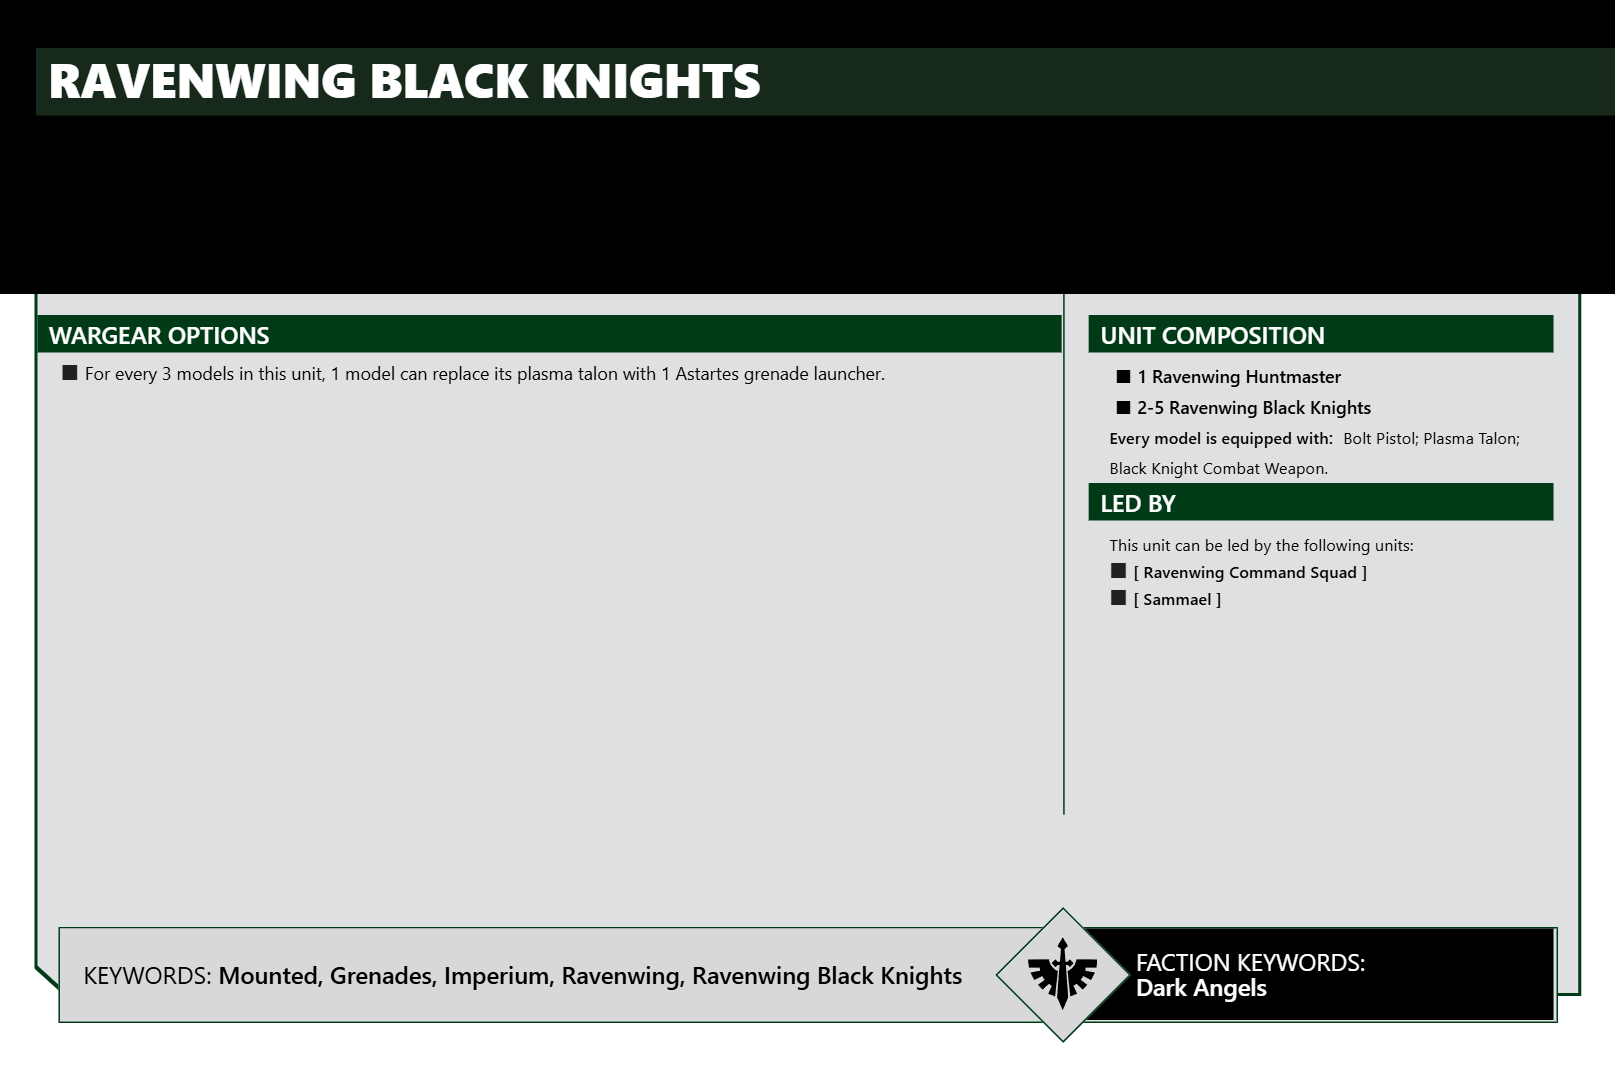 RAVENWING BLACK KNIGHTS
WARGEAR OPTIONS
■ For every 3 models in this unit, 1 model can replace its plasma talon with 1 Astartes grenade launcher.
UNIT COMPOSITION
■ 1 Ravenwing Huntmaster
■ 2-5 Ravenwing Black Knights
Every model is equipped with: Bolt Pistol; Plasma Talon;
Black Knight Combat Weapon.
LED BY
This unit can be led by the following units:
■ [ Ravenwing Command Squad ]
■ [ Sammael ]
KEYWORDS: Mounted, Grenades, Imperium, Ravenwing, Ravenwing Black Knights
FACTION KEYWORDS:
Dark Angels